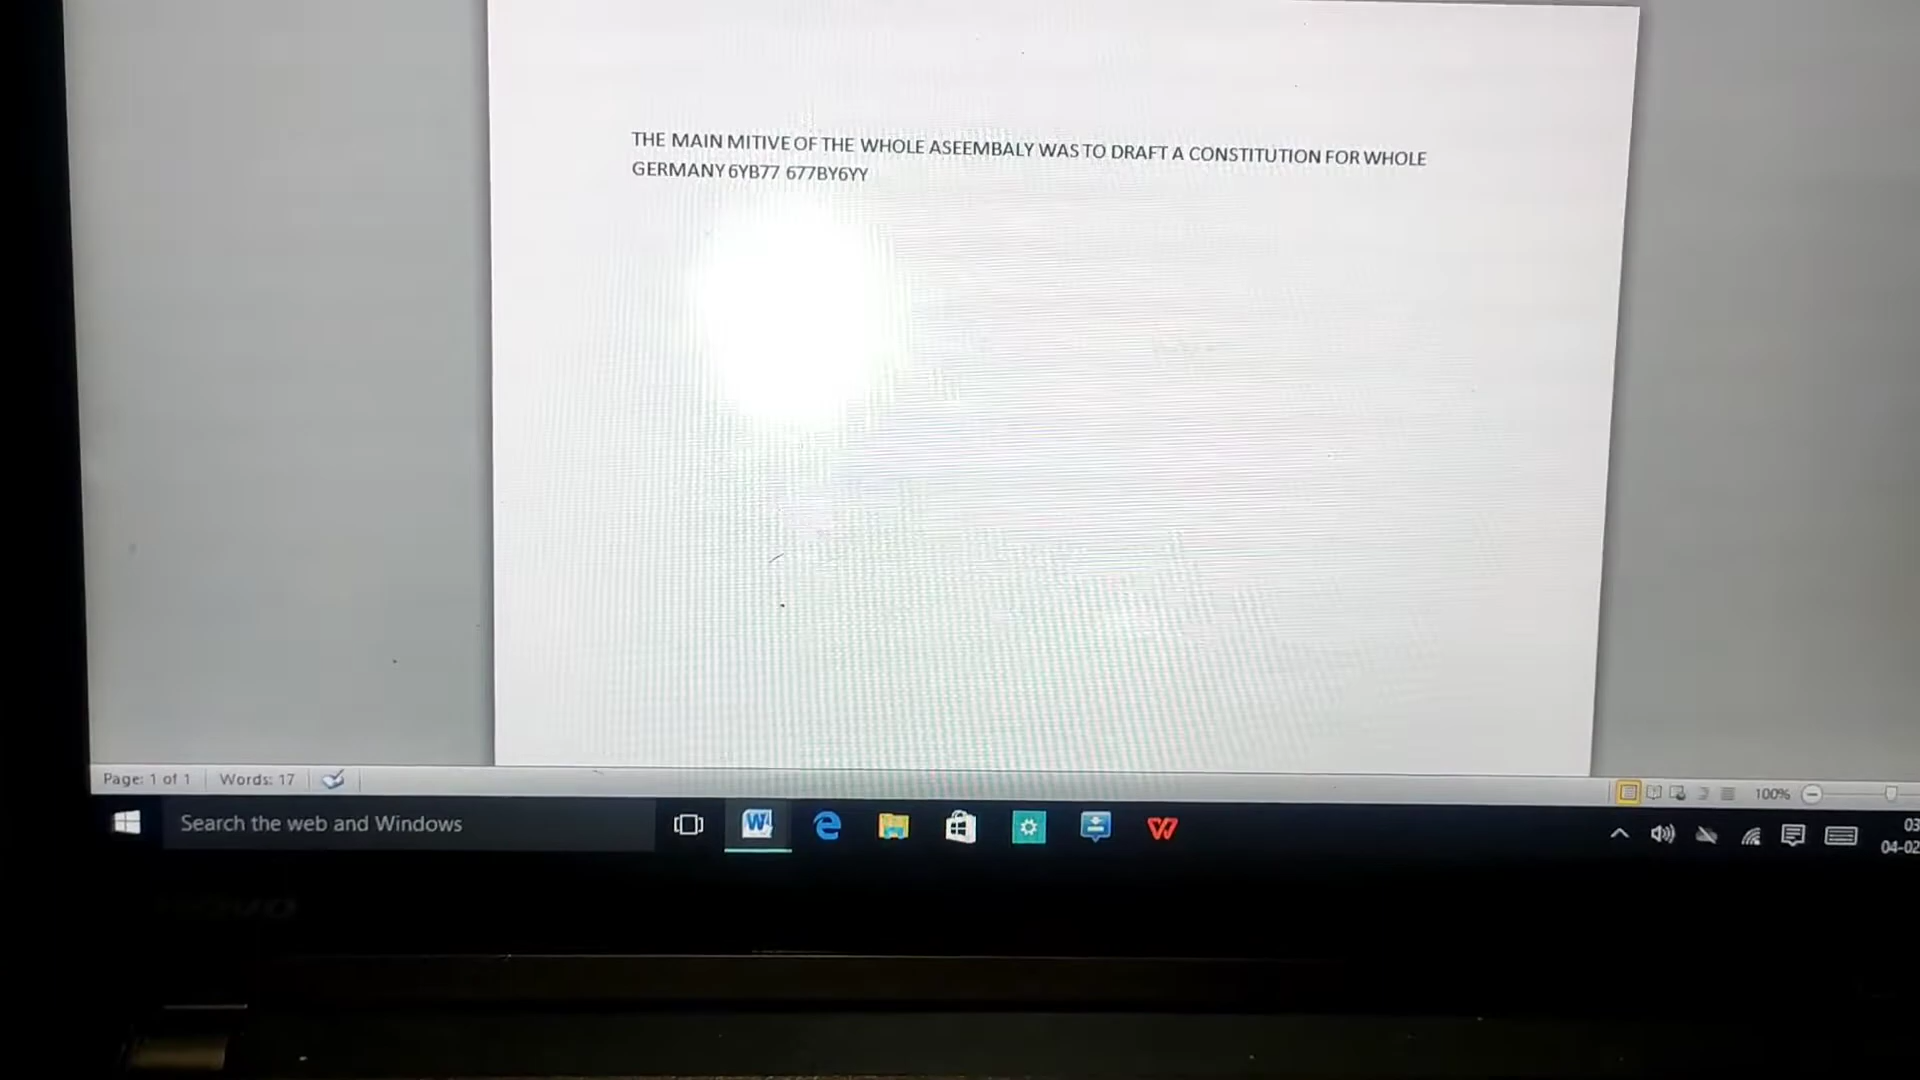 THE MAIN MITIVE OF THE WHOLE ASEEMBALY WAS TO DRAFT A CONSTITUTION FOR WHOLE
GERMANY 6YB77 677BY6YY
Page: 1 of 1 Words: 17 100%
Search the web and Windows
03
04-02